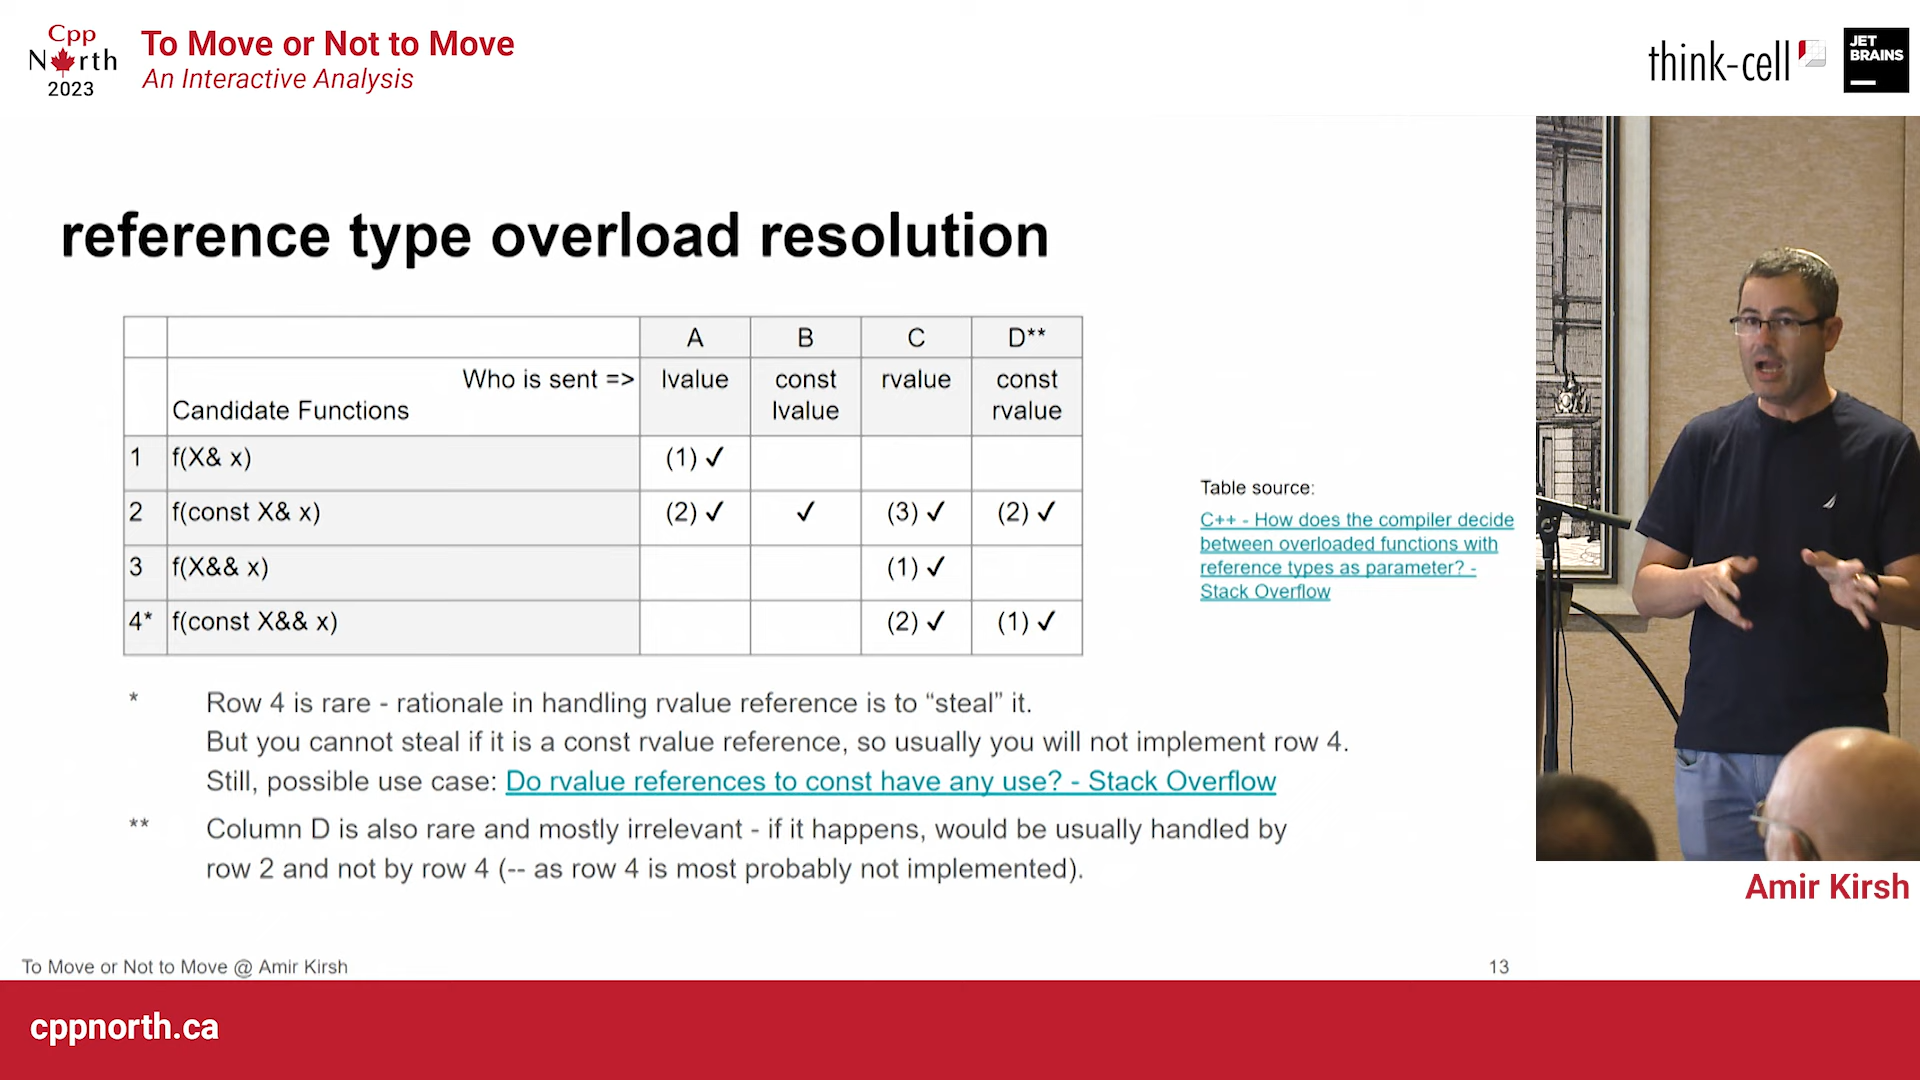 Cpp
North
2023
To Move or Not to Move
An Interactive Analysis
think-cell
JET
BRAINS
reference type overload resolution
A B C D**
Who is sent => lvalue const rvalue const
Candidate Functions lvalue rvalue
1 f(X& x) (1) ✓
2 f(const X& x) (2) ✓ ✓ (3) ✓ (2) ✓
3 f(X&& x) (1) ✓
4* f(const X&& x) (2) ✓ (1) ✓
Table source:
C++ - How does the compiler decide
between overloaded functions with
reference types as parameter? -
Stack Overflow
* Row 4 is rare - rationale in handling rvalue reference is to “steal” it.
But you cannot steal if it is a const rvalue reference, so usually you will not implement row 4.
Still, possible use case: Do rvalue references to const have any use? - Stack Overflow
** Column D is also rare and mostly irrelevant - if it happens, would be usually handled by
row 2 and not by row 4 (-- as row 4 is most probably not implemented).
Amir Kirsh
To Move or Not to Move @ Amir Kirsh
13
cppnorth.ca